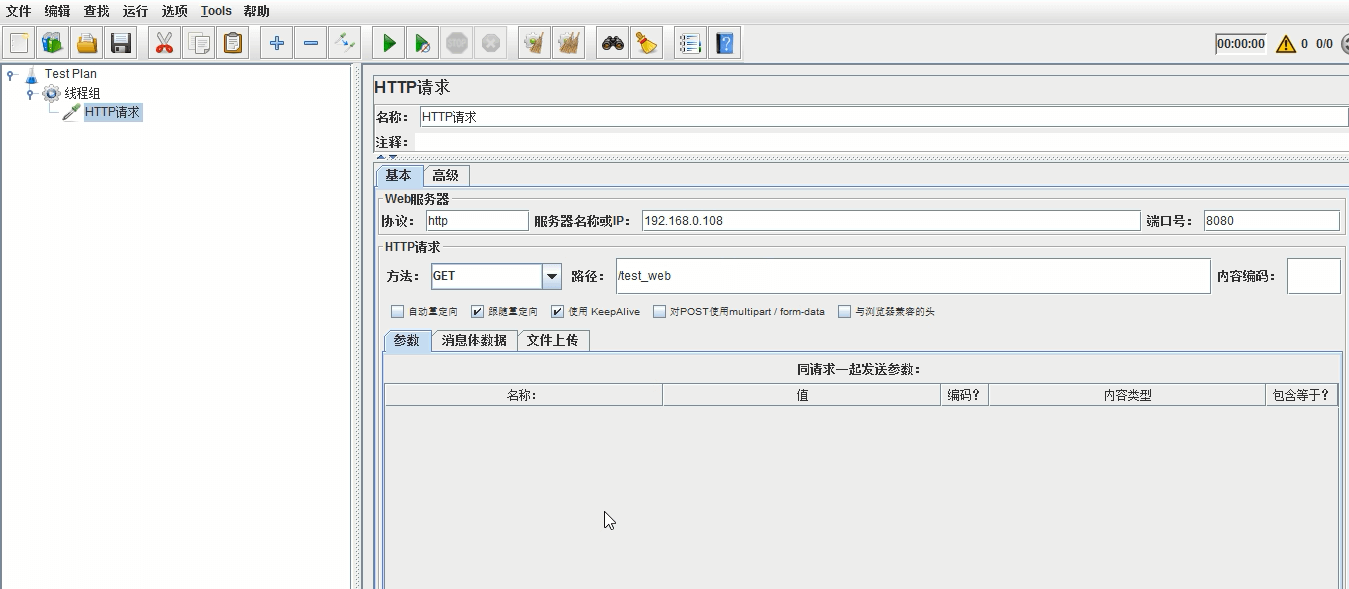 文件 编辑 查找 运行 选项 Tools 帮助
STOP 00:00:00 0 0/0
Test Plan
线程组
HTTP请求
HTTP请求
名称： HTTP请求
注释：
基本 高级
Web服务器
协议： http 服务器名称或IP： 192.168.0.108 端口号： 8080
HTTP请求
方法： GET 路径： /test_web 内容编码：
自动重定向 跟随重定向 使用 KeepAlive 对POST使用multipart / form-data 与浏览器兼容的头
参数 消息体数据 文件上传
同请求一起发送参数：
名称： 值 编码？ 内容类型 包含等于？